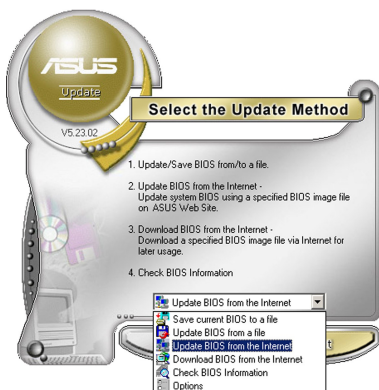 ASUS
Update
V5.23.02
Select the Update Method
1. Update/Save BIOS from/to a file.
2. Update BIOS from the Internet -
Update system BIOS using a specified BIOS image file
on ASUS Web Site.
3. Download BIOS from the Internet -
Download a specified BIOS image file via Internet for
later usage.
4. Check BIOS Information
Update BIOS from the Internet
Save current BIOS to a file
Update BIOS from a file
Update BIOS from the Internet
Download BIOS from the Internet
Check BIOS Information
Options